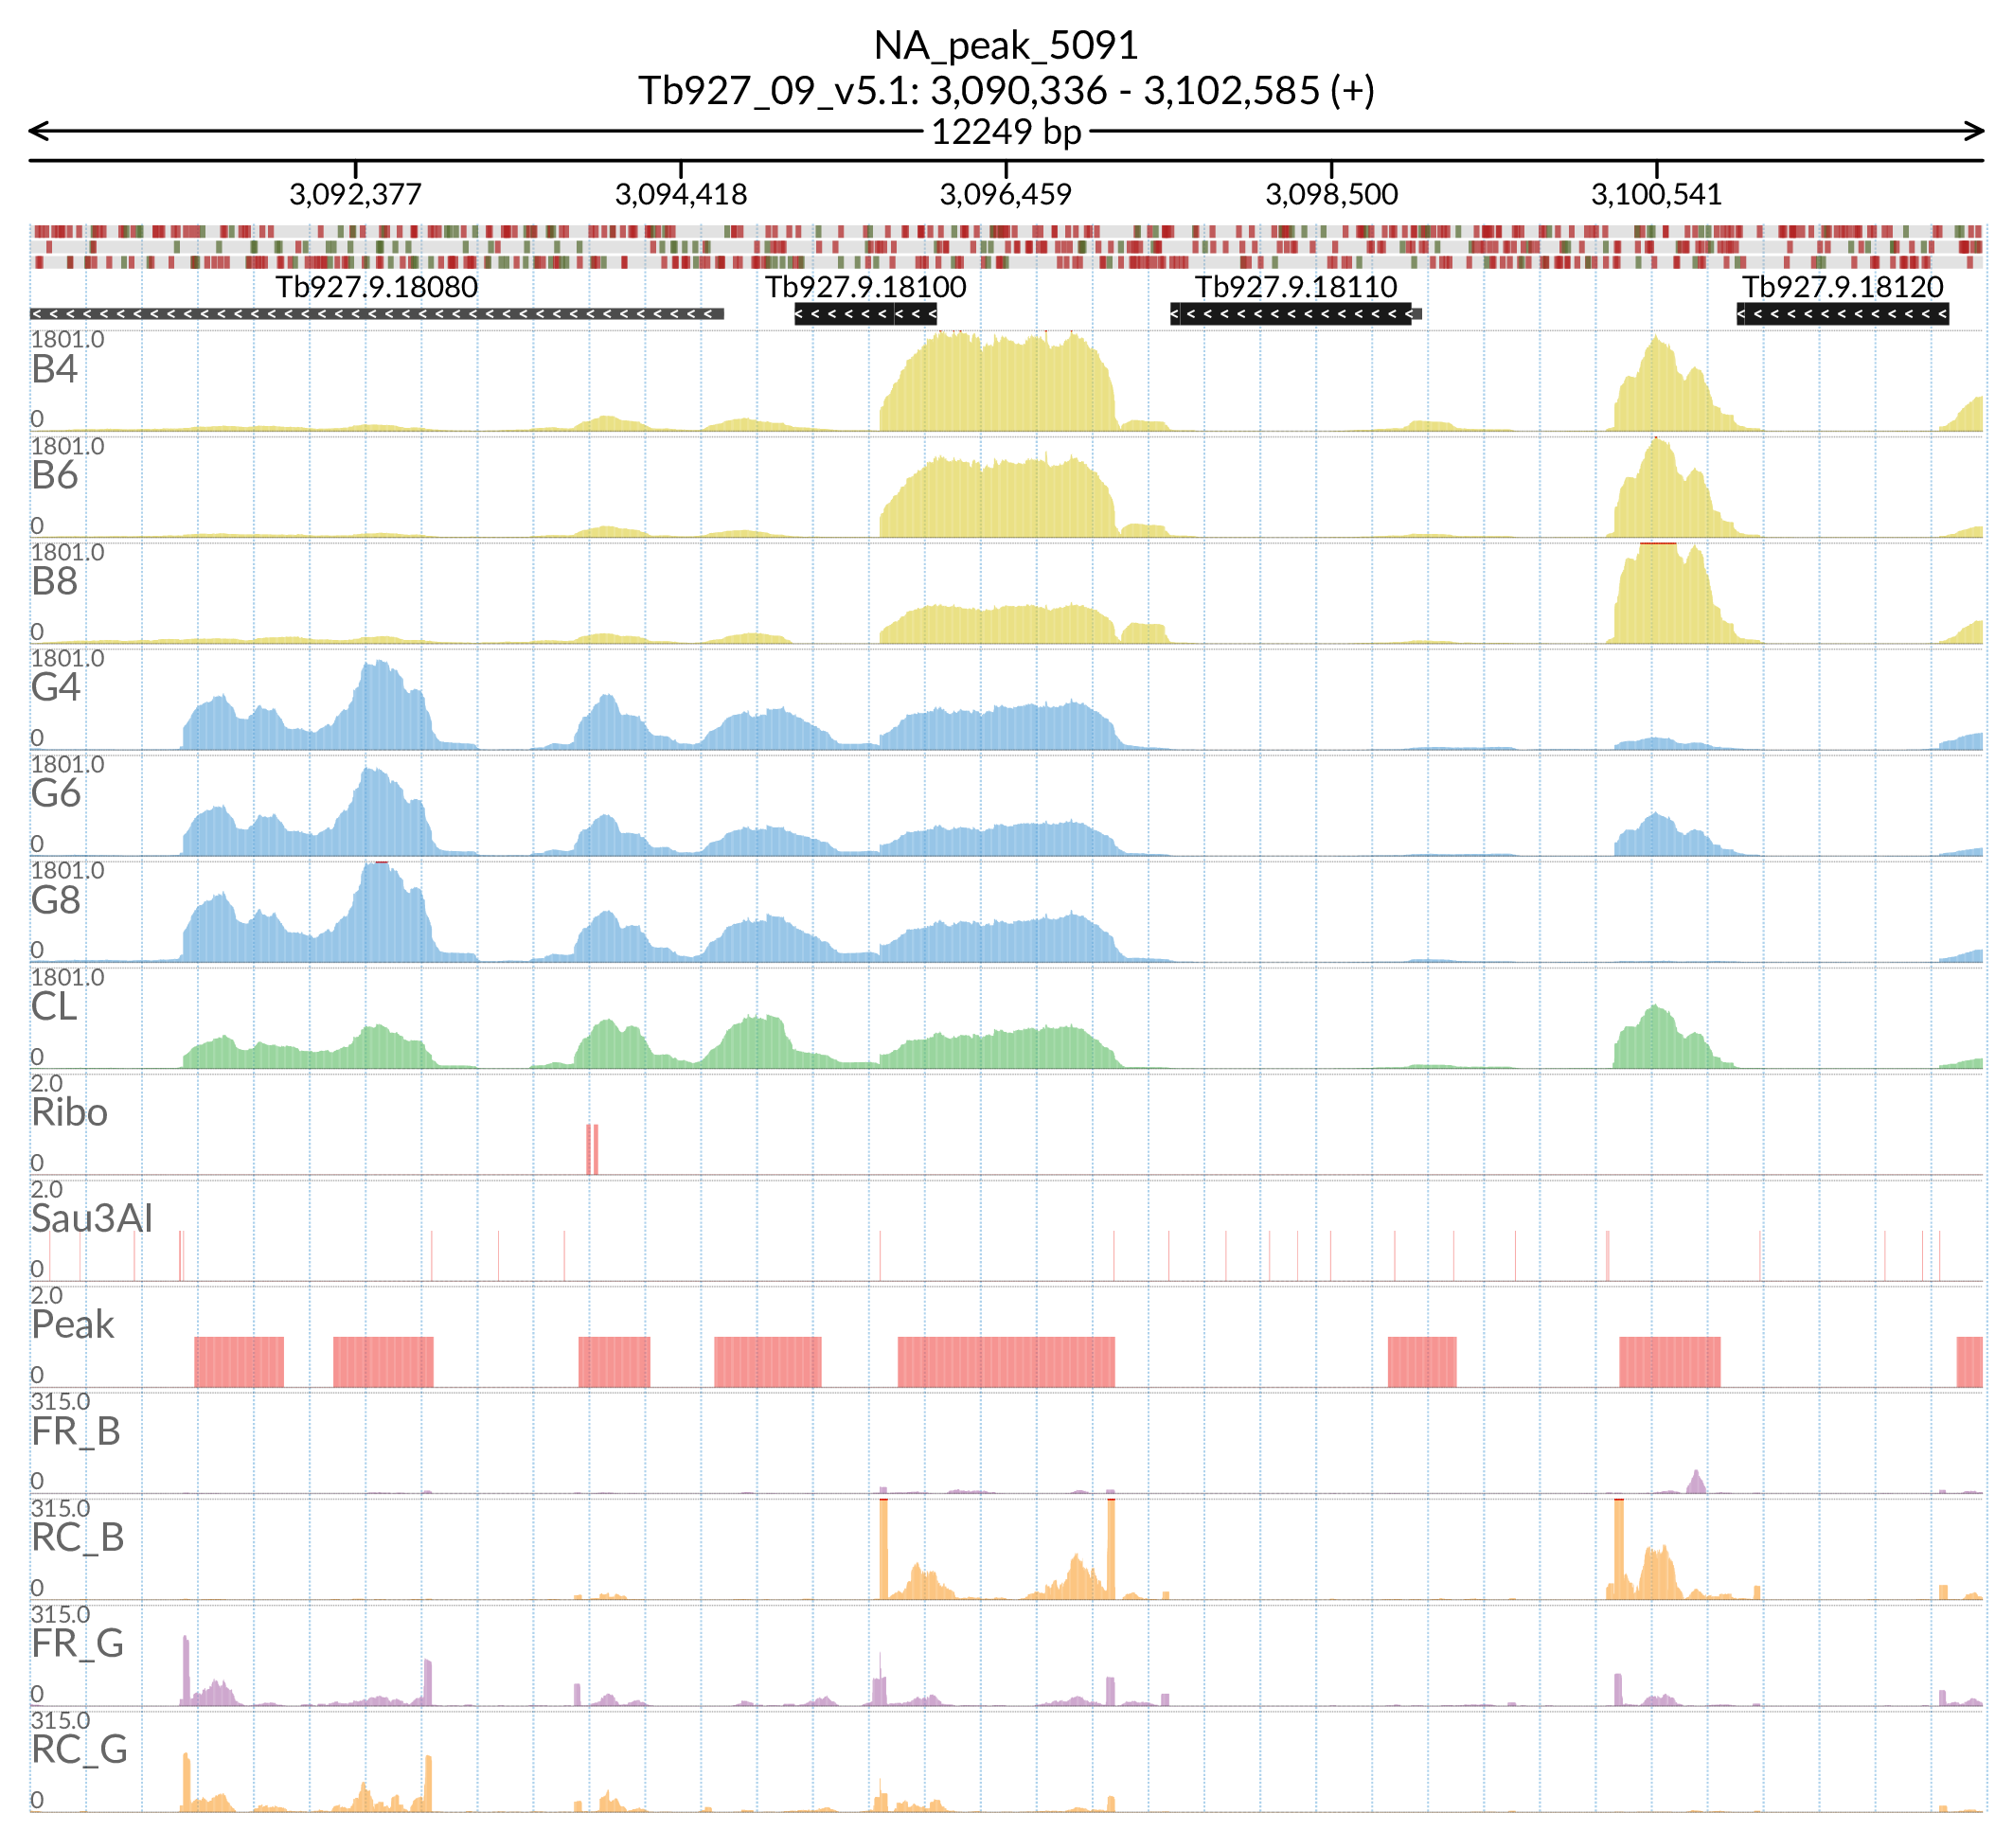 NA_peak_5091
Tb927_09_v5.1: 3,090,336 - 3,102,585 (+)
12249 bp
3,092,377 3,094,418 3,096,459 3,098,500 3,100,541
Tb927.9.18080 Tb927.9.18100 Tb927.9.18110 Tb927.9.18120
1801.0
B4
0
1801.0
B6
0
1801.0
B8
0
1801.0
G4
0
1801.0
G6
0
1801.0
G8
0
1801.0
CL
0
2.0
Ribo
0
2.0
Sau3AI
0
2.0
Peak
0
315.0
FR_B
0
315.0
RC_B
0
315.0
FR_G
0
315.0
RC_G
0